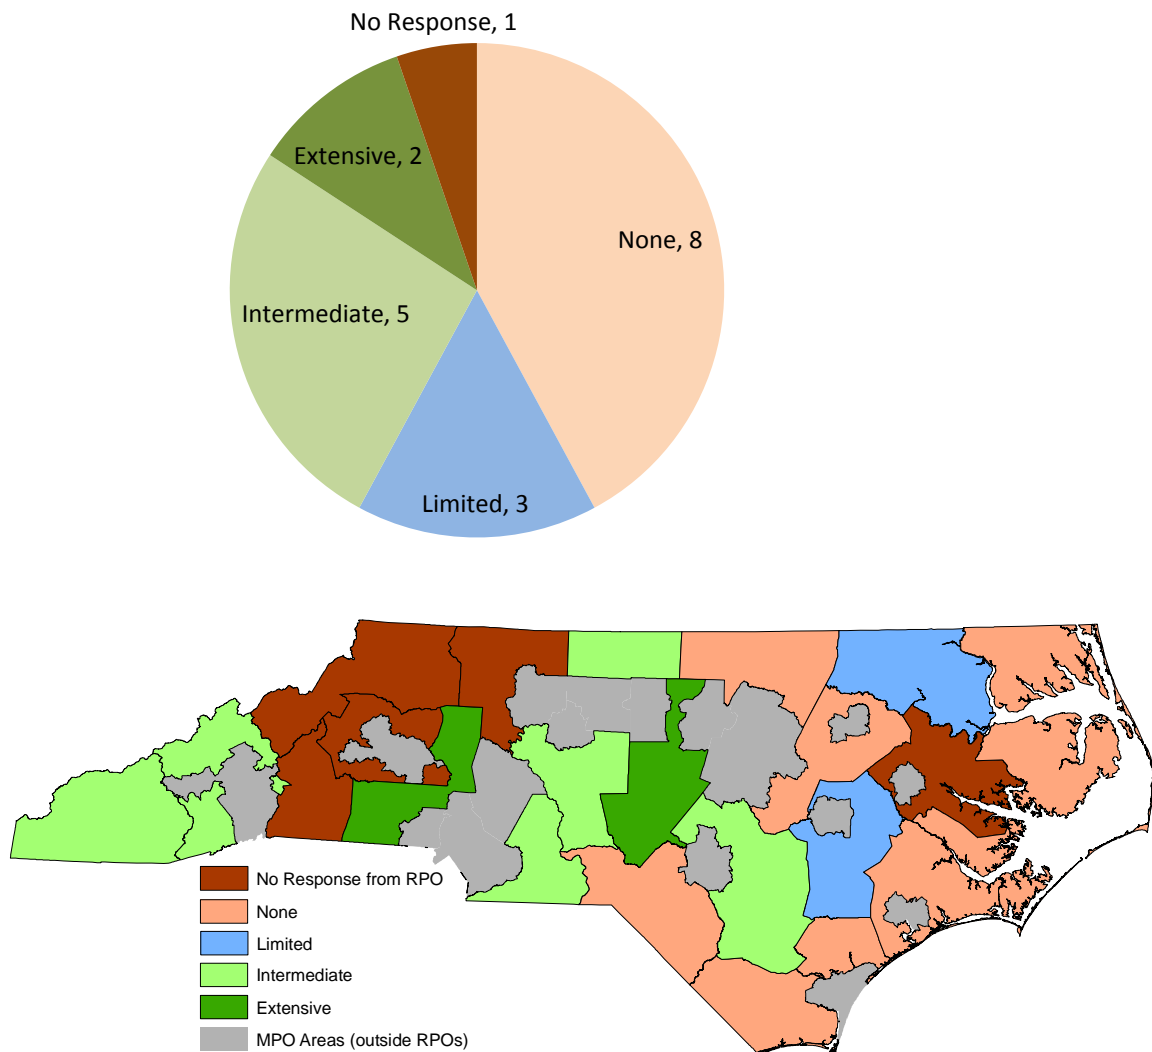 No Response, 1
Extensive, 2
None, 8
Intermediate, 5
Limited, 3
No Response from RPO
None
Limited
Intermediate
Extensive
MPO Areas (outside RPOs)